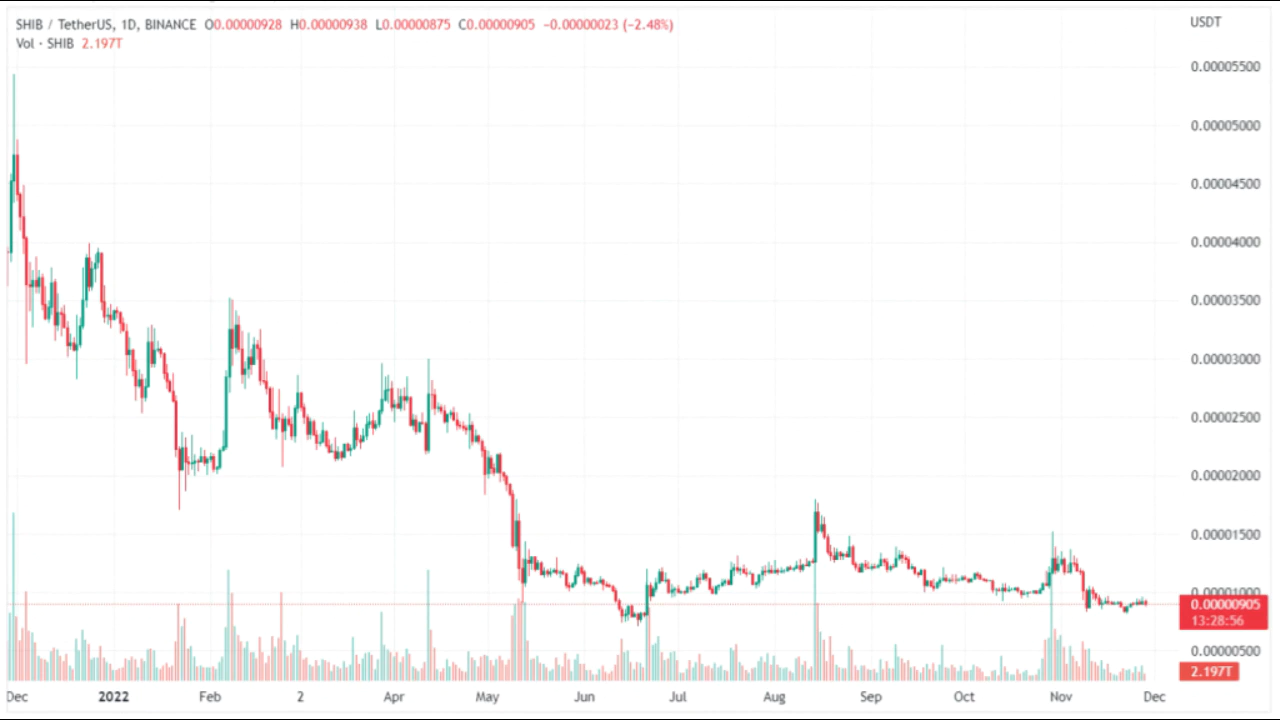 SHIB / TetherUS, 1D, BINANCE O0.00000928 H0.00000938 L0.00000875 C0.00000905 −0.00000023 (−2.48%)
Vol · SHIB 2.197T
USDT
0.00005500
0.00005000
0.00004500
0.00004000
0.00003500
0.00003000
0.00002500
0.00002000
0.00001500
0.00001000
0.00000905
13:28:56
0.00000500
2.197T
Dec 2022 Feb 2 Apr May Jun Jul Aug Sep Oct Nov Dec